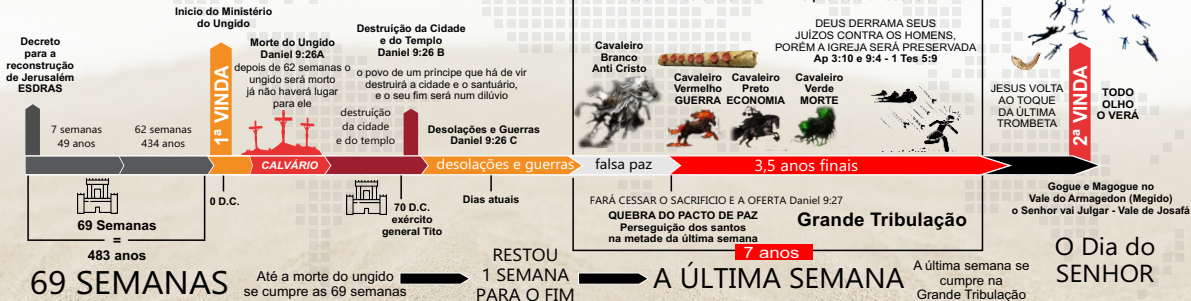 Decreto
para a
reconstrução
de Jerusalém
ESDRAS
7 semanas
49 anos
62 semanas
434 anos
Inicio do Ministério
do Ungido
1ª VINDA
Morte do Ungido
Daniel 9:26A
depois de 62 semanas o
ungido será morto
já não haverá lugar
para ele
CALVÁRIO
Destruição da Cidade
e do Templo
Daniel 9:26 B
o povo de um príncipe que há de vir
destruirá a cidade e o santuário,
e o seu fim será num dilúvio
destruição
da cidade
e do templo
Desolações e Guerras
Daniel 9:26 C
desolações e guerras
Cavaleiro
Branco
Anti Cristo
Cavaleiro
Vermelho
GUERRA
Cavaleiro
Preto
ECONOMIA
Cavaleiro
Verde
MORTE
DEUS DERRAMA SEUS
JUÍZOS CONTRA OS HOMENS,
PORÉM A IGREJA SERÁ PRESERVADA
Ap 3:10 e 9:4 - 1 Tes 5:9
falsa paz
3,5 anos finais
JESUS VOLTA
AO TOQUE
DA ÚLTIMA
TROMBETA
2ª VINDA
TODO
OLHO
O VERÁ
69 Semanas
=
483 anos
0 D.C.
70 D.C.
exército
general Tito
Dias atuais
FARÁ CESSAR O SACRIFICIO E A OFERTA Daniel 9:27
QUEBRA DO PACTO DE PAZ
Perseguição dos santos
na metade da última semana
Grande Tribulação
7 anos
Gogue e Magogue no
Vale do Armagedon (Megido)
o Senhor vai Julgar - Vale de Josafá
69 SEMANAS
Até a morte do ungido
se cumpre as 69 semanas
RESTOU
1 SEMANA
PARA O FIM
A ÚLTIMA SEMANA
A última semana se
cumpre na
Grande Tribulação
O Dia do
SENHOR